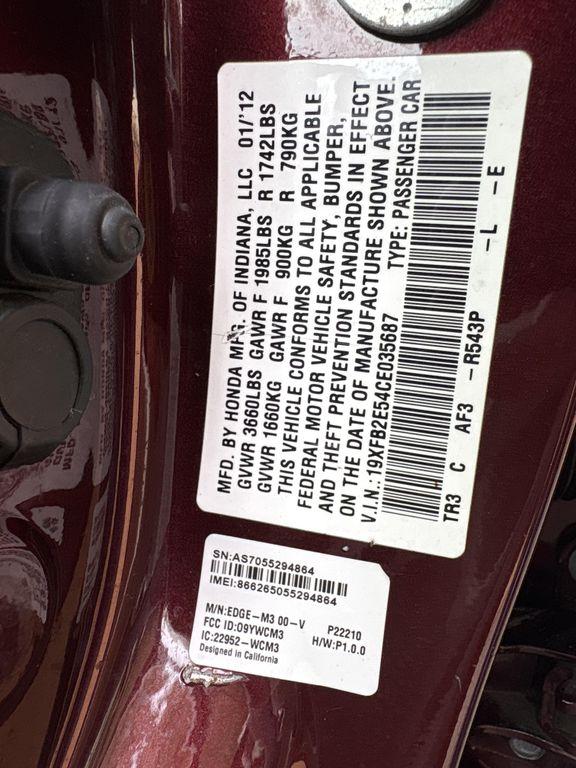 MFD. BY HONDA MFG. OF INDIANA, LLC 01/'12
GVWR 3660LBS GAWR F 1985LBS R 1742LBS
GVWR 1660KG GAWR F 900KG R 790KG
THIS VEHICLE CONFORMS TO ALL APPLICABLE
FEDERAL MOTOR VEHICLE SAFETY, BUMPER,
AND THEFT PREVENTION STANDARDS IN EFFECT
ON THE DATE OF MANUFACTURE SHOWN ABOVE.
V.I.N.:19XFB2E54CE035687 TYPE: PASSENGER CAR
TR3 C AF3 -R543P -L -E
SN:AS7055294864
IMEI:866265055294864
M/N:EDGE-M3 00-V P22210
FCC ID:O9YWCM3 H/W:P1.0.0
IC:22952-WCM3
Designed in California